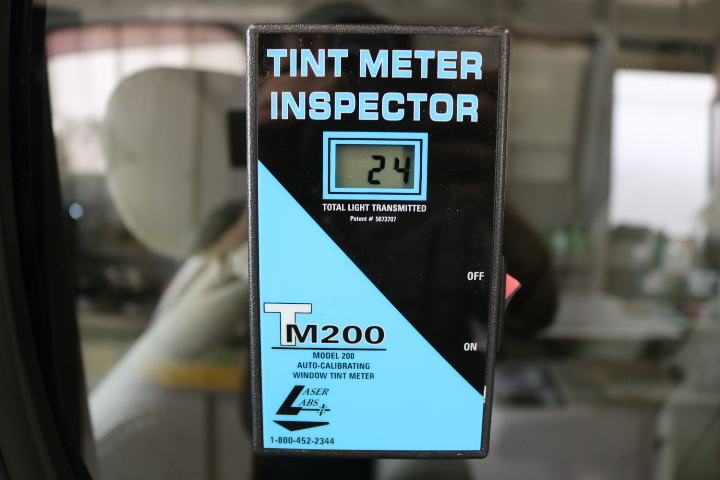 TINT METER
INSPECTOR
24
TOTAL LIGHT TRANSMITTED
Patent # 5073707
OFF
ON
TM200
MODEL 200
AUTO-CALIBRATING
WINDOW TINT METER
LASER
LABS
1-800-452-2344